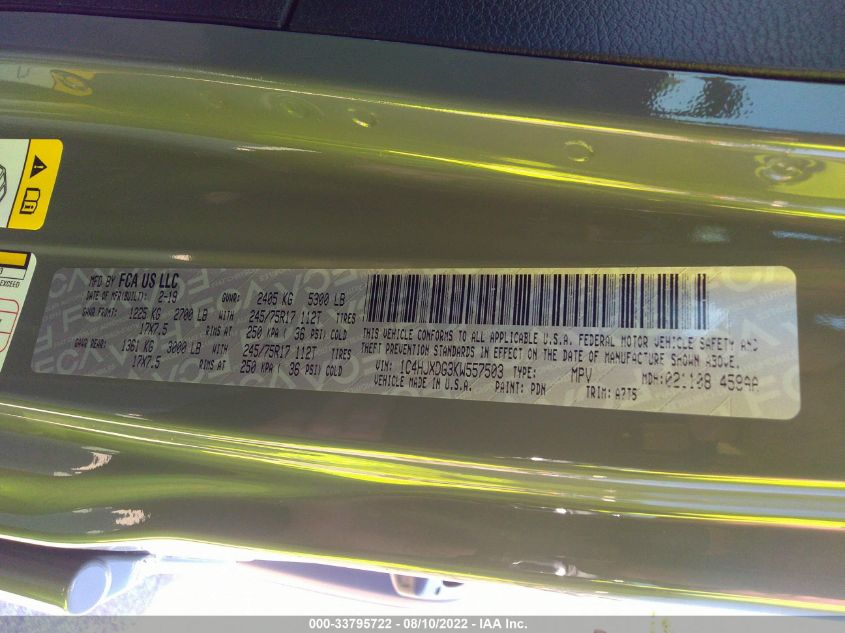 EXCEED
MFD BY FCA US LLC
DATE OF MFR(BUILT): 2-19 GVWR: 2405 KG 5300 LB
GAWR FRONT: 1225 KG 2700 LB WITH 245/75R17 112T TIRES
17X7.5 RIMS AT 250 KPA ( 36 PSI) COLD
GAWR REAR: 1361 KG 3000 LB WITH 245/75R17 112T TIRES
17X7.5 RIMS AT 250 KPA ( 36 PSI) COLD
THIS VEHICLE CONFORMS TO ALL APPLICABLE U.S.A. FEDERAL MOTOR VEHICLE SAFETY AND
THEFT PREVENTION STANDARDS IN EFFECT ON THE DATE OF MANUFACTURE SHOWN ABOVE.
VIN: 1C4HJXDG3KW557503 TYPE: MPV MDH: 021108 459AA
VEHICLE MADE IN U.S.A. PAINT: PDN TRIM: A7T5
000-33795722 - 08/10/2022 - IAA Inc.